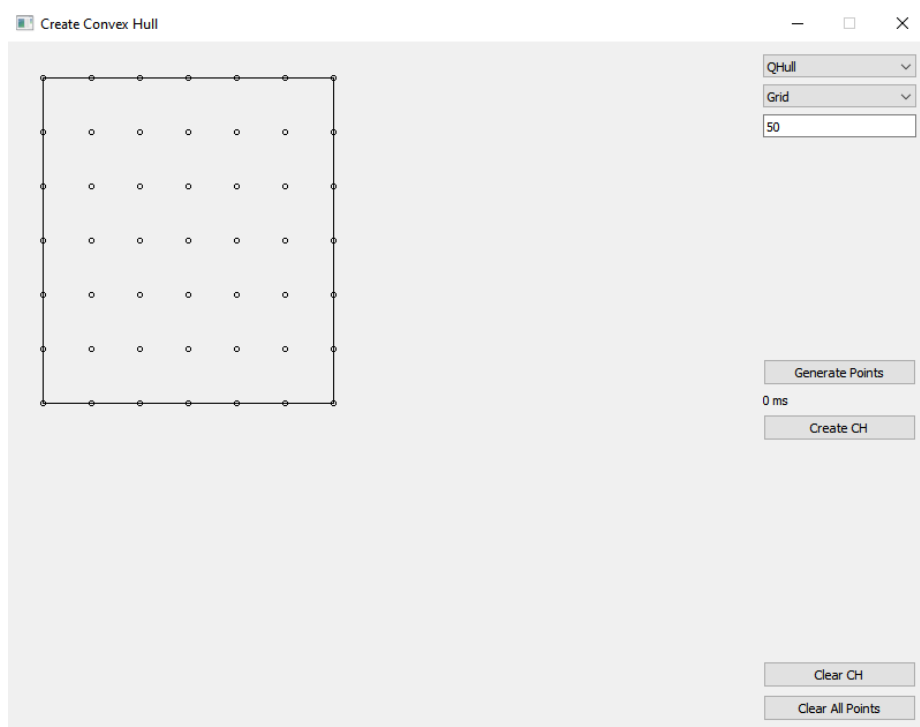 Create Convex Hull
QHull
Grid
50
Generate Points
0 ms
Create CH
Clear CH
Clear All Points